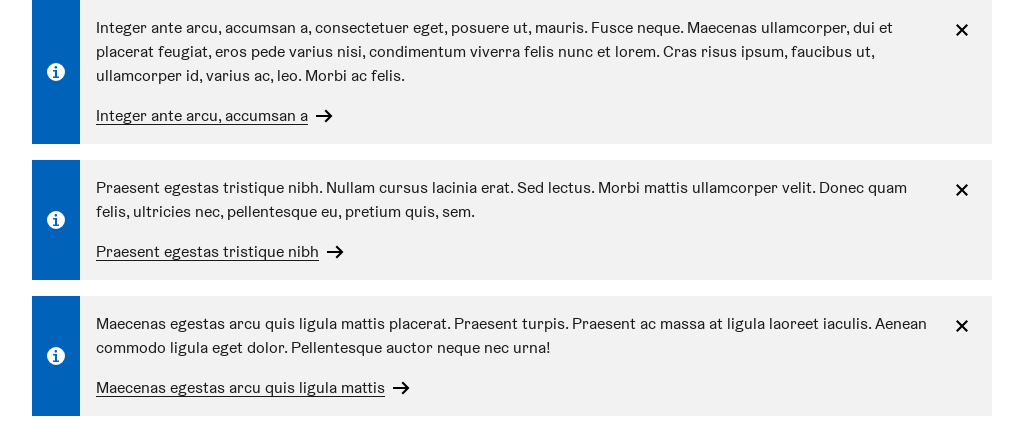 Integer ante arcu, accumsan a, consectetuer eget, posuere ut, mauris. Fusce neque. Maecenas ullamcorper, dui et
placerat feugiat, eros pede varius nisi, condimentum viverra felis nunc et lorem. Cras risus ipsum, faucibus ut,
ullamcorper id, varius ac, leo. Morbi ac felis.
Integer ante arcu, accumsan a
Praesent egestas tristique nibh. Nullam cursus lacinia erat. Sed lectus. Morbi mattis ullamcorper velit. Donec quam
felis, ultricies nec, pellentesque eu, pretium quis, sem.
Praesent egestas tristique nibh
Maecenas egestas arcu quis ligula mattis placerat. Praesent turpis. Praesent ac massa at ligula laoreet iaculis. Aenean
commodo ligula eget dolor. Pellentesque auctor neque nec urna!
Maecenas egestas arcu quis ligula mattis